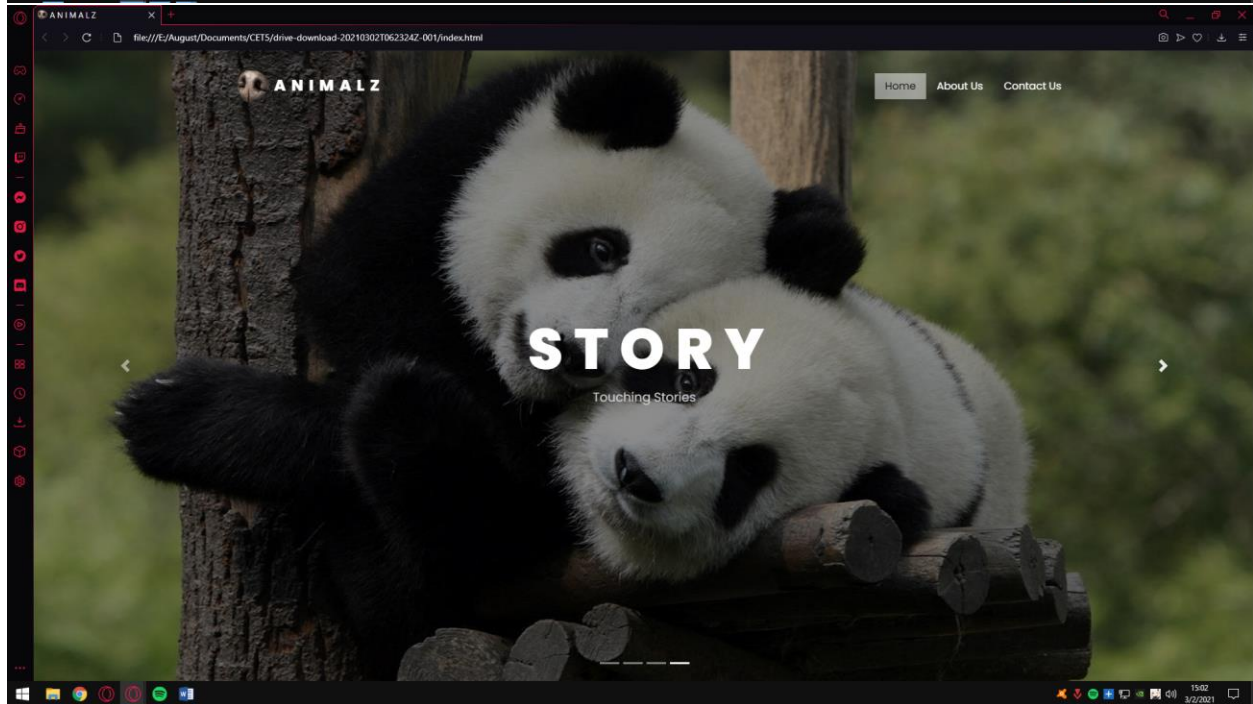 ANIMALZ
file:///E:/August/Documents/CET5/drive-download-20210302T062324Z-001/index.html
ANIMALZ
Home About Us Contact Us
STORY
Touching Stories
15:02
3/2/2021